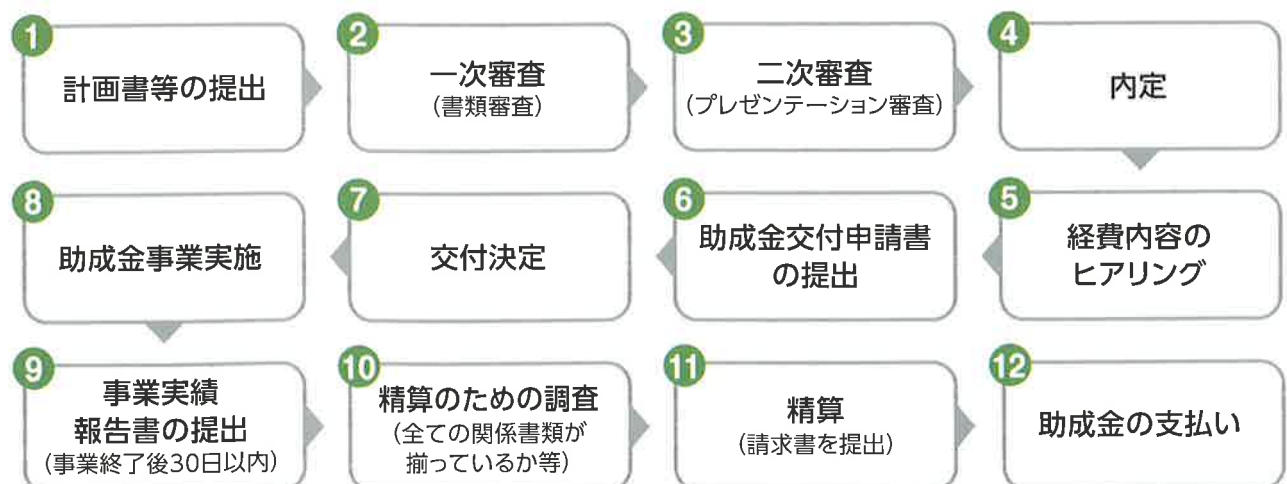 1
計画書等の提出
2
一次審査
(書類審査)
3
二次審査
(プレゼンテーション審査)
4
内定
5
経費内容の
ヒアリング
6
助成金交付申請書
の提出
7
交付決定
8
助成金事業実施
9
事業実績
報告書の提出
(事業終了後30日以内)
10
精算のための調査
(全ての関係書類が
揃っているか等)
11
精算
(請求書を提出)
12
助成金の支払い